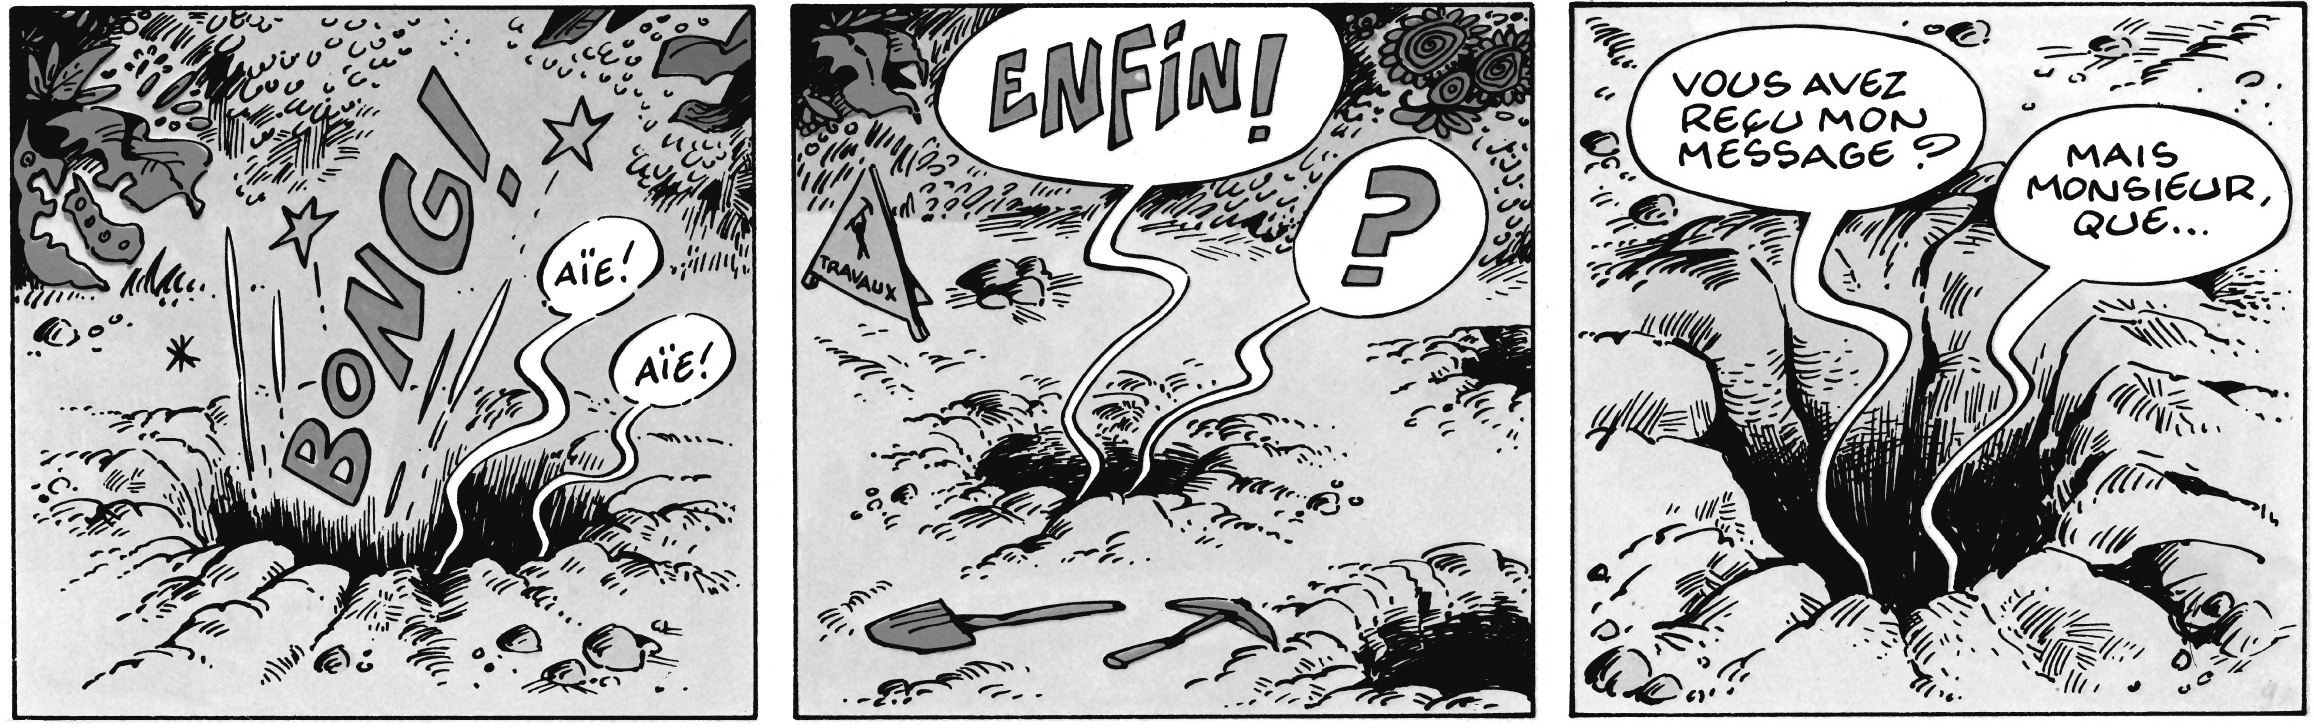 BONG!
AÏE!
AÏE!
ENFIN!
?
TRAVAUX
VOUS AVEZ
REÇU MON
MESSAGE ?
MAIS
MONSIEUR,
QUE...